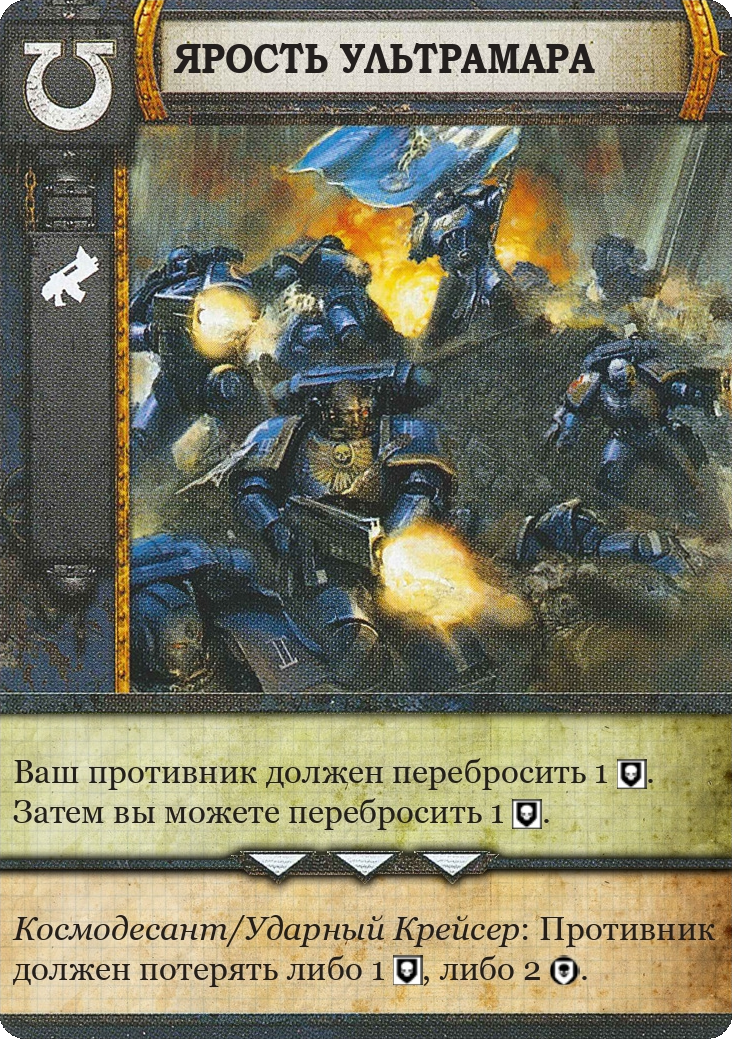 ЯРОСТЬ УЛЬТРАМАРА
Ваш противник должен перебросить 1 .
Затем вы можете перебросить 1 .
Космодесант/Ударный Крейсер: Противник
должен потерять либо 1 , либо 2 .